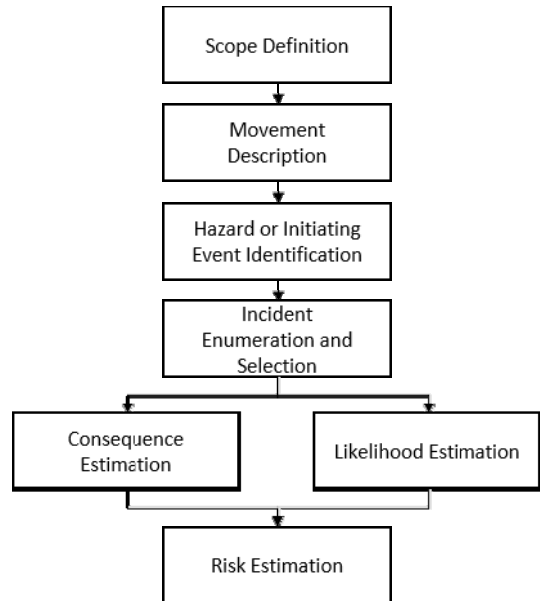 Scope Definition
Movement
Description
Hazard or Initiating
Event Identification
Incident
Enumeration and
Selection
Consequence
Estimation
Likelihood Estimation
Risk Estimation